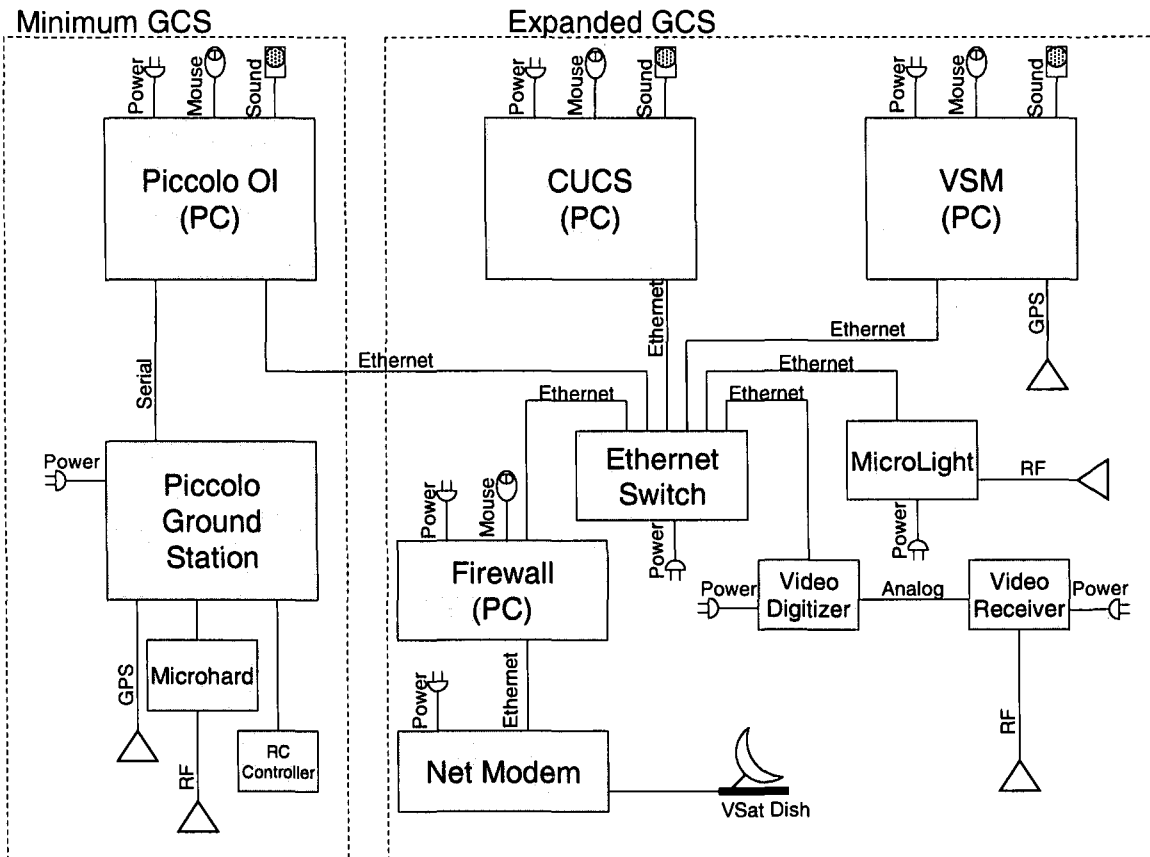 Minimum GCS
Expanded GCS
Power
Mouse
Sound
Piccolo OI
(PC)
Power
Mouse
Sound
CUCS
(PC)
Power
Mouse
Sound
VSM
(PC)
Serial
Ethernet
Ethernet
Ethernet
GPS
Ethernet
Ethernet
Power
Piccolo
Ground
Station
Ethernet
Switch
Power
MicroLight
RF
Power
Power
Mouse
Firewall
(PC)
Power
Video
Digitizer
Analog
Video
Receiver
Power
GPS
Microhard
RF
RC
Controller
Power
Ethernet
Net Modem
VSat Dish
RF